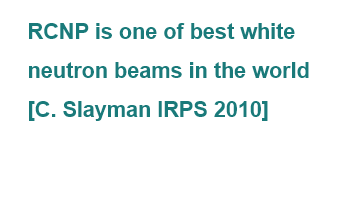 RCNP is one of best white
neutron beams in the world
[C. Slayman IRPS 2010]